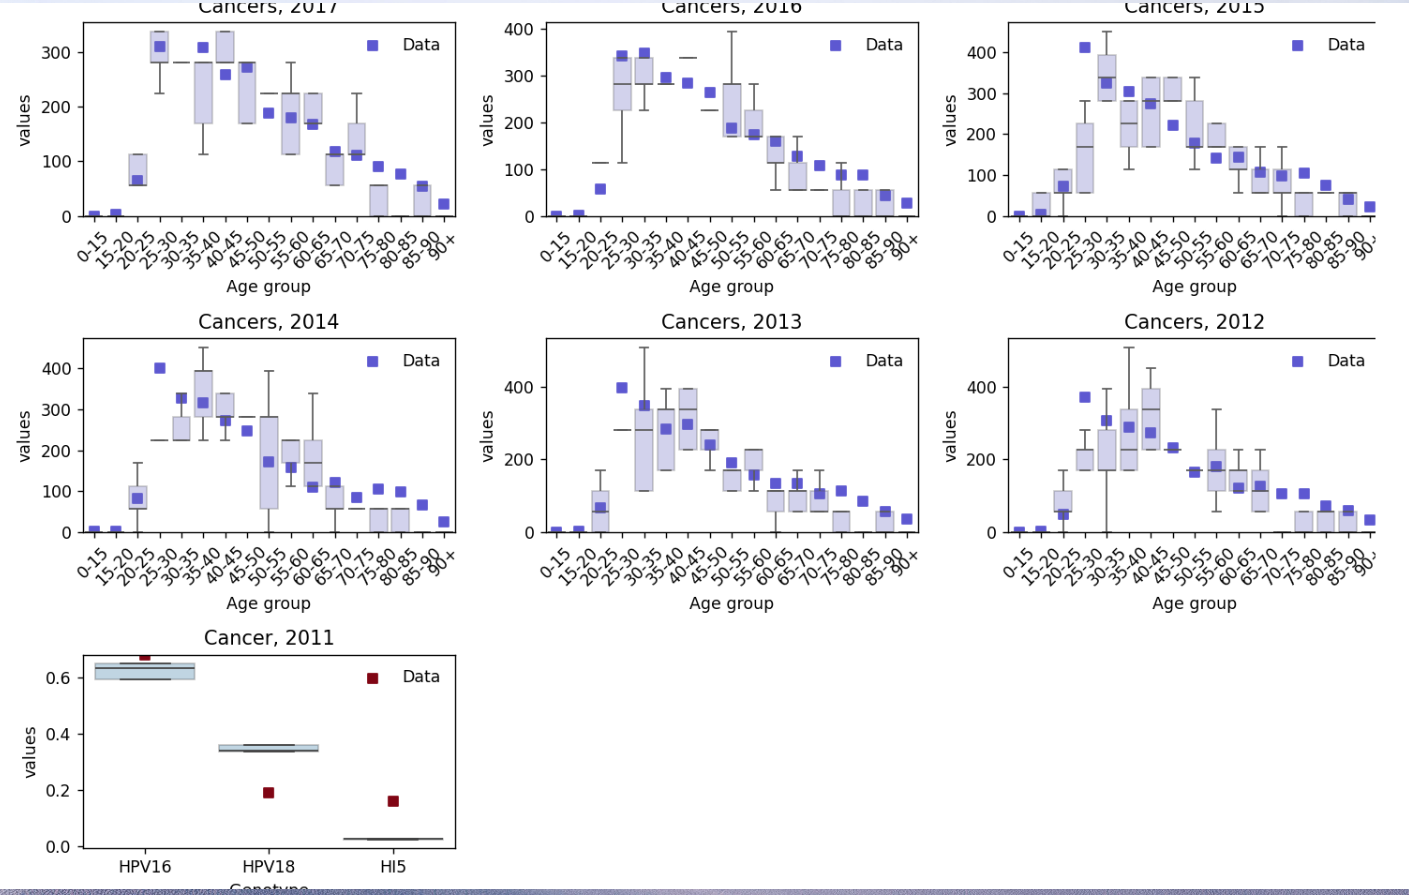 Cancers, 2017
Cancers, 2016
Cancers, 2015
Data
Data
Data
values
300
200
100
0
values
400
300
200
100
0
values
400
300
200
100
0
0-15 15-20 20-25 25-30 30-35 35-40 40-45 45-50 50-55 55-60 60-65 65-70 70-75 75-80 80-85 85-90 90+
0-15 15-20 20-25 25-30 30-35 35-40 40-45 45-50 50-55 55-60 60-65 65-70 70-75 75-80 80-85 85-90 90+
0-15 15-20 20-25 25-30 30-35 35-40 40-45 45-50 50-55 55-60 60-65 65-70 70-75 75-80 80-85 85-90 90+
Age group
Age group
Age group
Cancers, 2014
Cancers, 2013
Cancers, 2012
Data
Data
Data
values
400
300
200
100
0
values
400
200
0
values
400
200
0
0-15 15-20 20-25 25-30 30-35 35-40 40-45 45-50 50-55 55-60 60-65 65-70 70-75 75-80 80-85 85-90 90+
0-15 15-20 20-25 25-30 30-35 35-40 40-45 45-50 50-55 55-60 60-65 65-70 70-75 75-80 80-85 85-90 90+
0-15 15-20 20-25 25-30 30-35 35-40 40-45 45-50 50-55 55-60 60-65 65-70 70-75 75-80 80-85 85-90 90+
Age group
Age group
Age group
Cancer, 2011
Data
values
0.6
0.4
0.2
0.0
HPV16 HPV18 HI5
Genotype